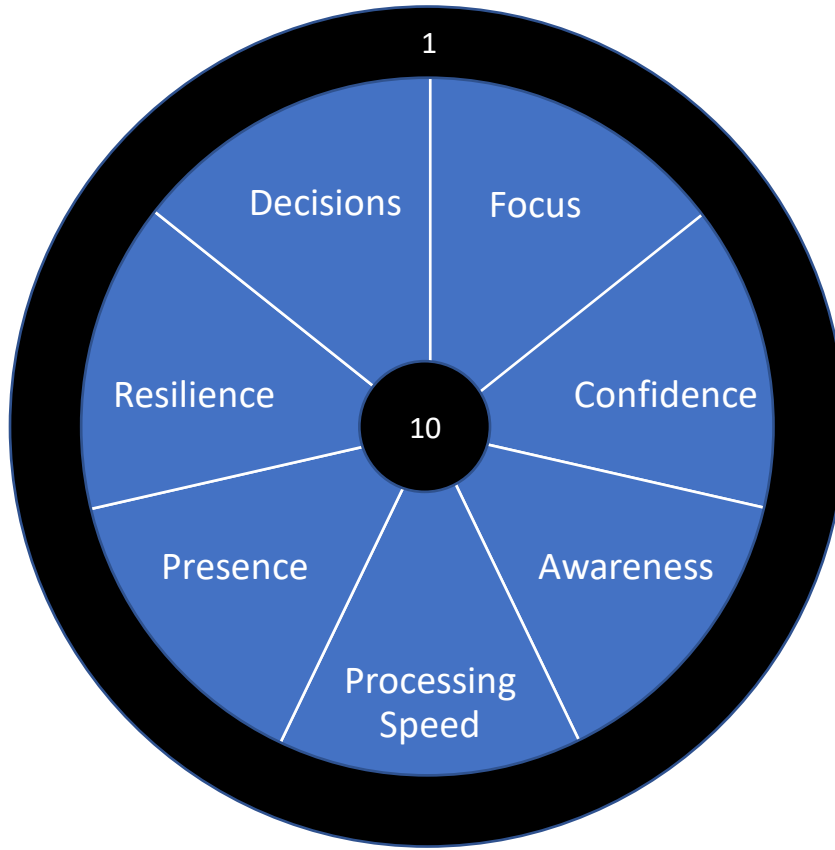 1
Decisions
Focus
Resilience
Confidence
10
Presence
Awareness
Processing
Speed